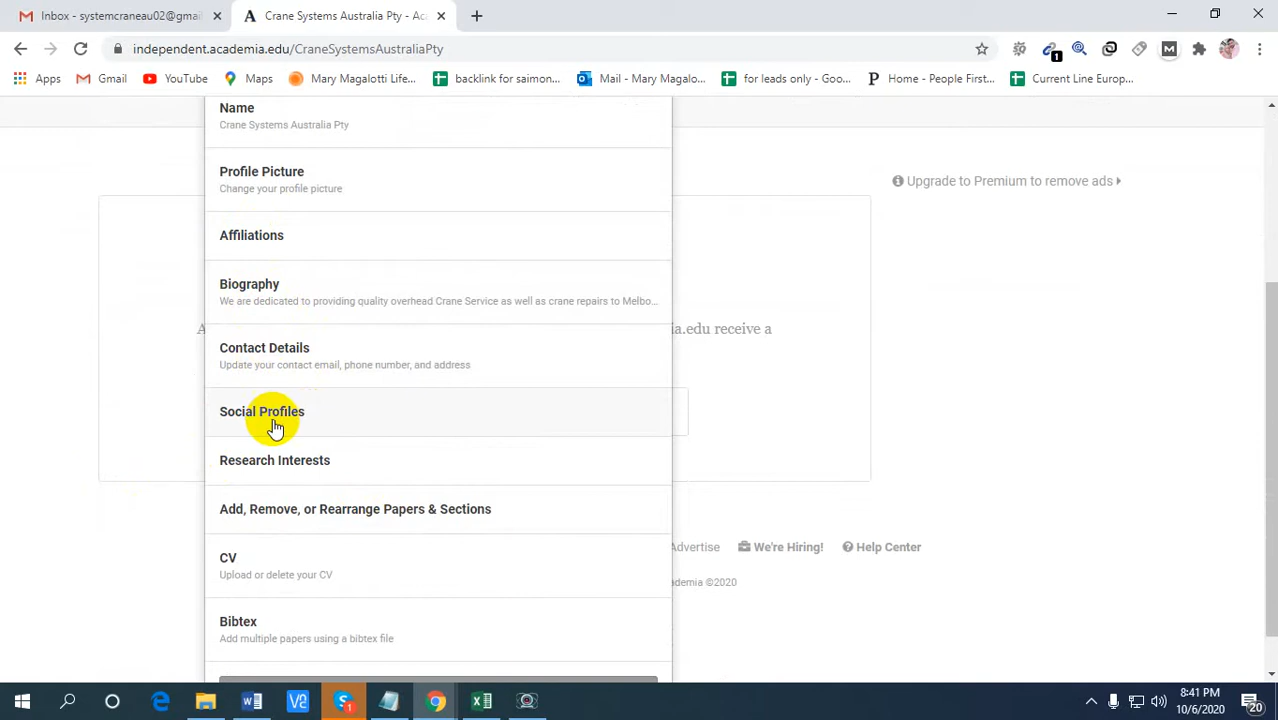 Inbox - systemcraneau02@gmail
Crane Systems Australia Pty - Aca
independent.academia.edu/CraneSystemsAustraliaPty
1
Apps Gmail YouTube Maps Mary Magalotti Life... backlink for saimon... Mail - Mary Magalo... for leads only - Goo... Home - People First... Current Line Europ...
Name
Crane Systems Australia Pty
Profile Picture
Change your profile picture
Upgrade to Premium to remove ads
Affiliations
Biography
We are dedicated to providing quality overhead Crane Service as well as crane repairs to Melbo...
A
ia.edu receive a
Contact Details
Update your contact email, phone number, and address
Social Profiles
Research Interests
Add, Remove, or Rearrange Papers & Sections
Advertise We're Hiring! Help Center
CV
Upload or delete your CV
ademia ©2020
Bibtex
Add multiple papers using a bibtex file
8:41 PM
10/6/2020
20